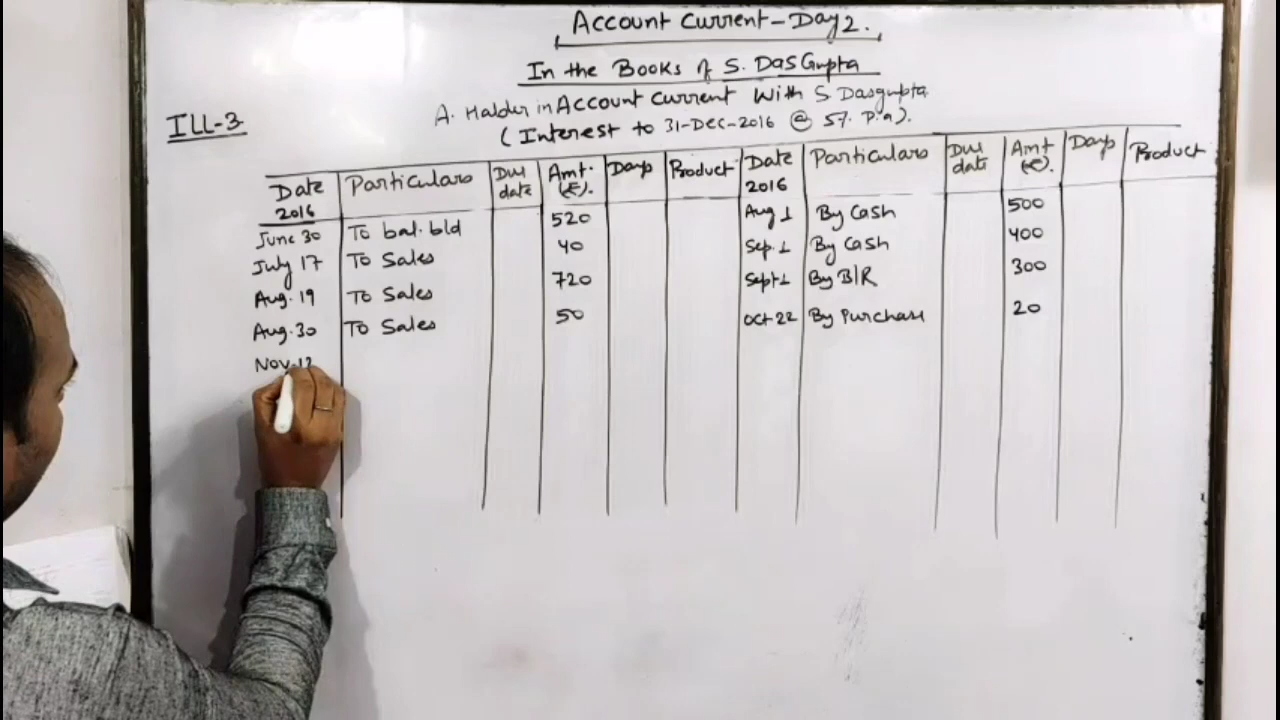 Account Current-Day 2.
In the Books of S. DasGupta
A. Halder in Account Current With S Dasgupta
ILL-3
(Interest to 31-Dec-2016 @ 5%. P.a).
Date 2016 Particulars Due date Amt. (₹). Days Product Date 2016 Particulars Due date Amt (₹). Days Product
June 30 To bal. bld 520 Aug 1 By Cash 500
July 17 To Sales 40 Sep. 1 By Cash 400
Aug. 19 To Sales 720 Sept 1 By B/R 300
Aug. 30 To Sales 50 Oct 22 By Purchase 20
Nov. 12